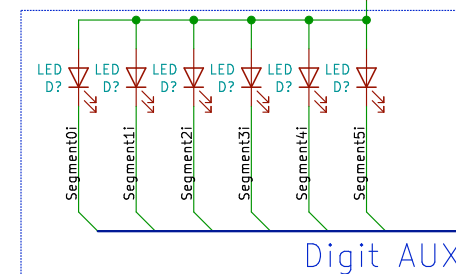 LED LED LED LED LED LED
D? D? D? D? D? D?
Segment0i Segment1i Segment2i Segment3i Segment4i Segment5i
Digit AUX